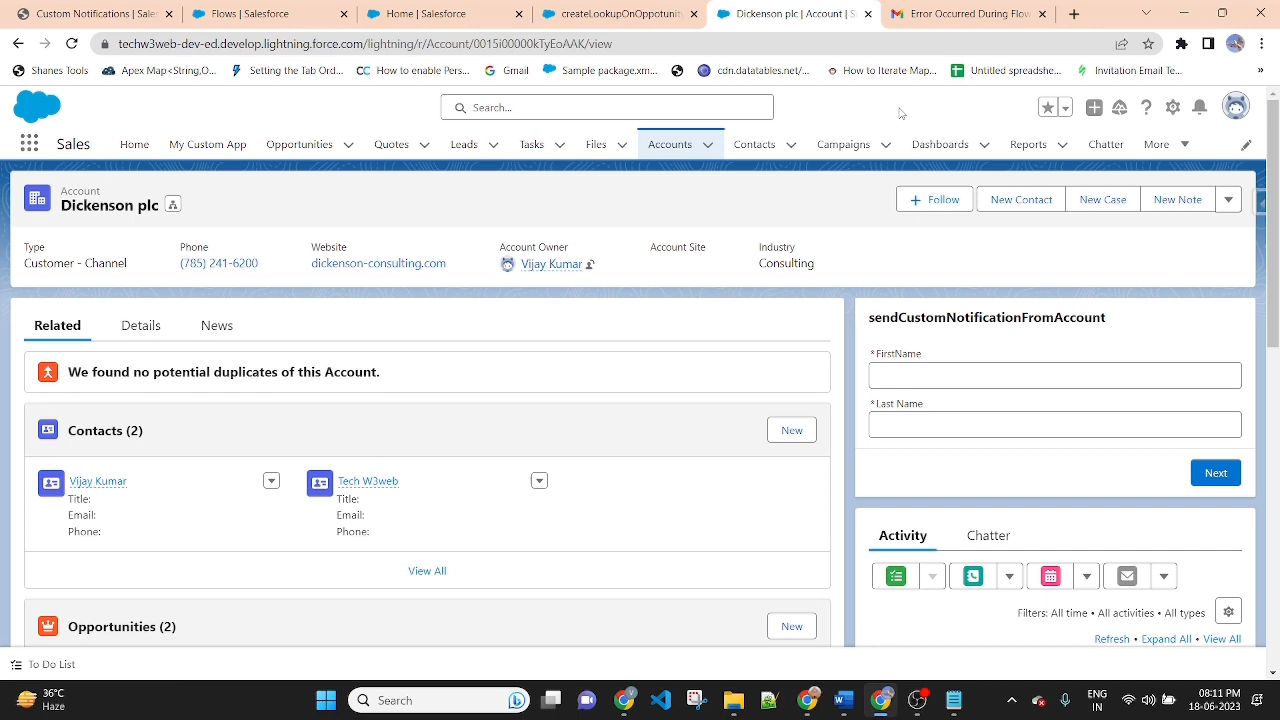 Custom Notifications | Sales
Flows | Salesforce
Home | Salesforce
createLookupOnOppotunity
Dickenson plc | Account | Sa
Error Occurred During Flow
techw3web-dev-ed.develop.lightning.force.com/lightning/r/Account/0015i00000kTyEoAAK/view
Shanes Tools
Apex Map<String,O...
Setting the Tab Ord...
How to enable Pers...
Gmail
Sample package.xm...
cdn.datatables.net/...
How to Iterate Map...
Untitled spreadshe...
Invitation Email Te...
»
Search...
Sales
Home
My Custom App
Opportunities
Quotes
Leads
Tasks
Files
Accounts
Contacts
Campaigns
Dashboards
Reports
Chatter
More
Account
Dickenson plc
+ Follow
New Contact
New Case
New Note
Type
Customer - Channel
Phone
(785) 241-6200
Website
dickenson-consulting.com
Account Owner
Vijay Kumar
Account Site
Industry
Consulting
Related
Details
News
We found no potential duplicates of this Account.
Contacts (2)
New
Vijay Kumar
Title:
Email:
Phone:
Tech W3web
Title:
Email:
Phone:
View All
Opportunities (2)
New
sendCustomNotificationFromAccount
*FirstName
*Last Name
Next
Activity
Chatter
Filters: All time • All activities • All types
Refresh • Expand All • View All
To Do List
36°C
Haze
Search
ENG
IN
08:11 PM
18-06-2023